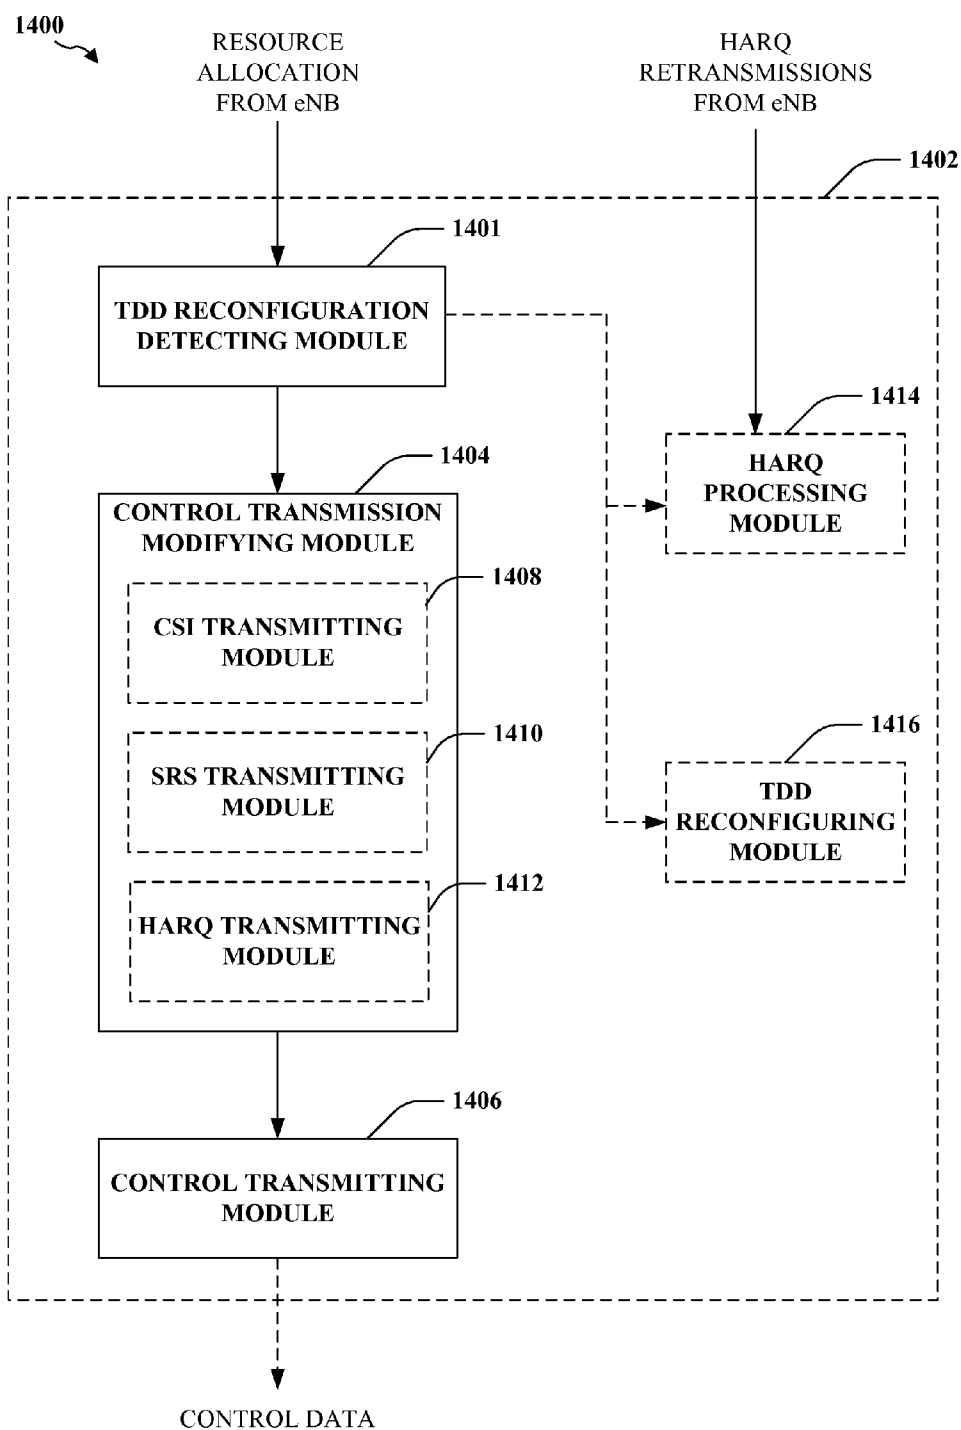 1400
RESOURCE
ALLOCATION
FROM eNB
HARQ
RETRANSMISSIONS
FROM eNB
1402
1401
TDD RECONFIGURATION
DETECTING MODULE
1414
HARQ
PROCESSING
MODULE
1404
CONTROL TRANSMISSION
MODIFYING MODULE
1408
CSI TRANSMITTING
MODULE
1410
SRS TRANSMITTING
MODULE
1416
TDD
RECONFIGURING
MODULE
1412
HARQ TRANSMITTING
MODULE
1406
CONTROL TRANSMITTING
MODULE
CONTROL DATA